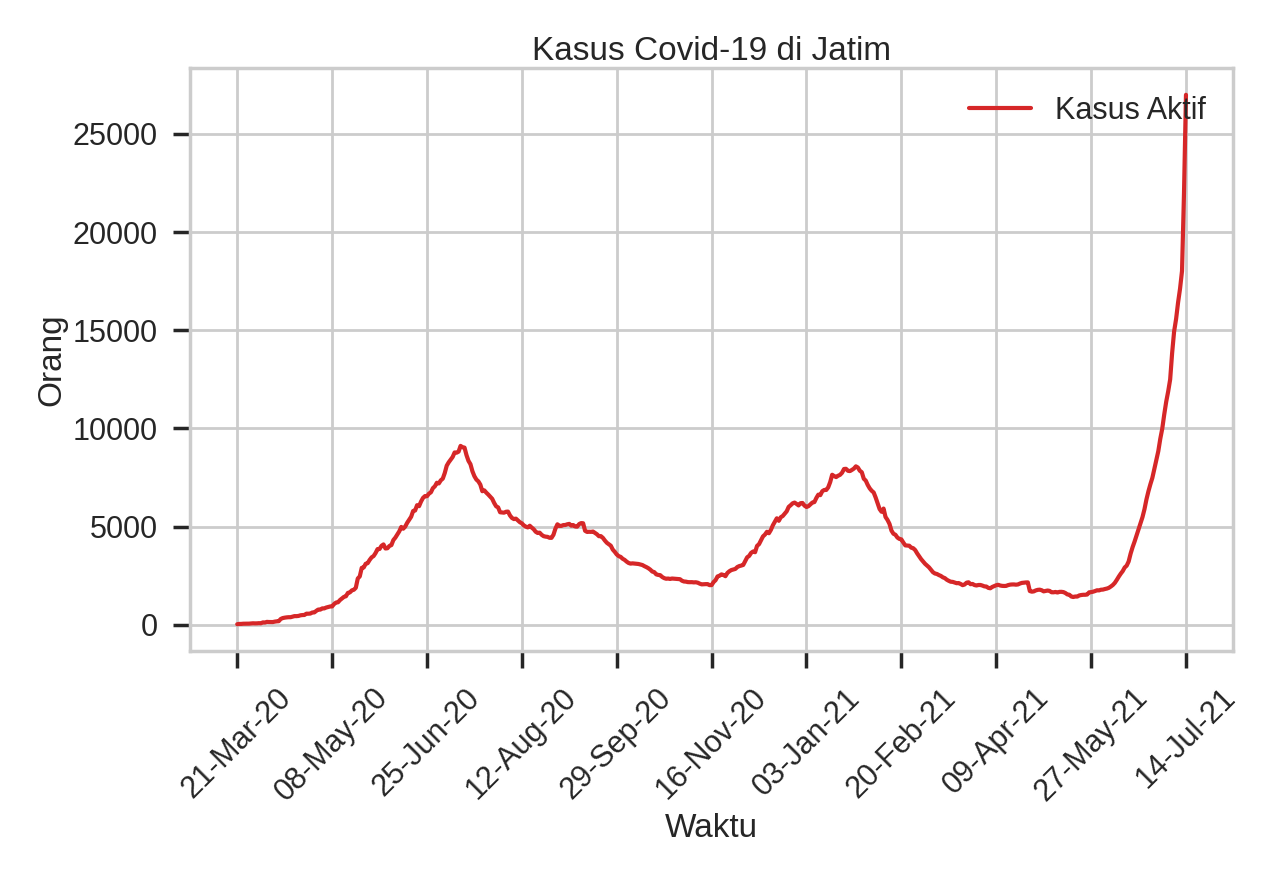 Kasus Covid-19 di Jatim
Kasus Aktif
25000
20000
15000
10000
5000
0
Orang
21-Mar-20
08-May-20
25-Jun-20
12-Aug-20
29-Sep-20
16-Nov-20
03-Jan-21
20-Feb-21
09-Apr-21
27-May-21
14-Jul-21
Waktu